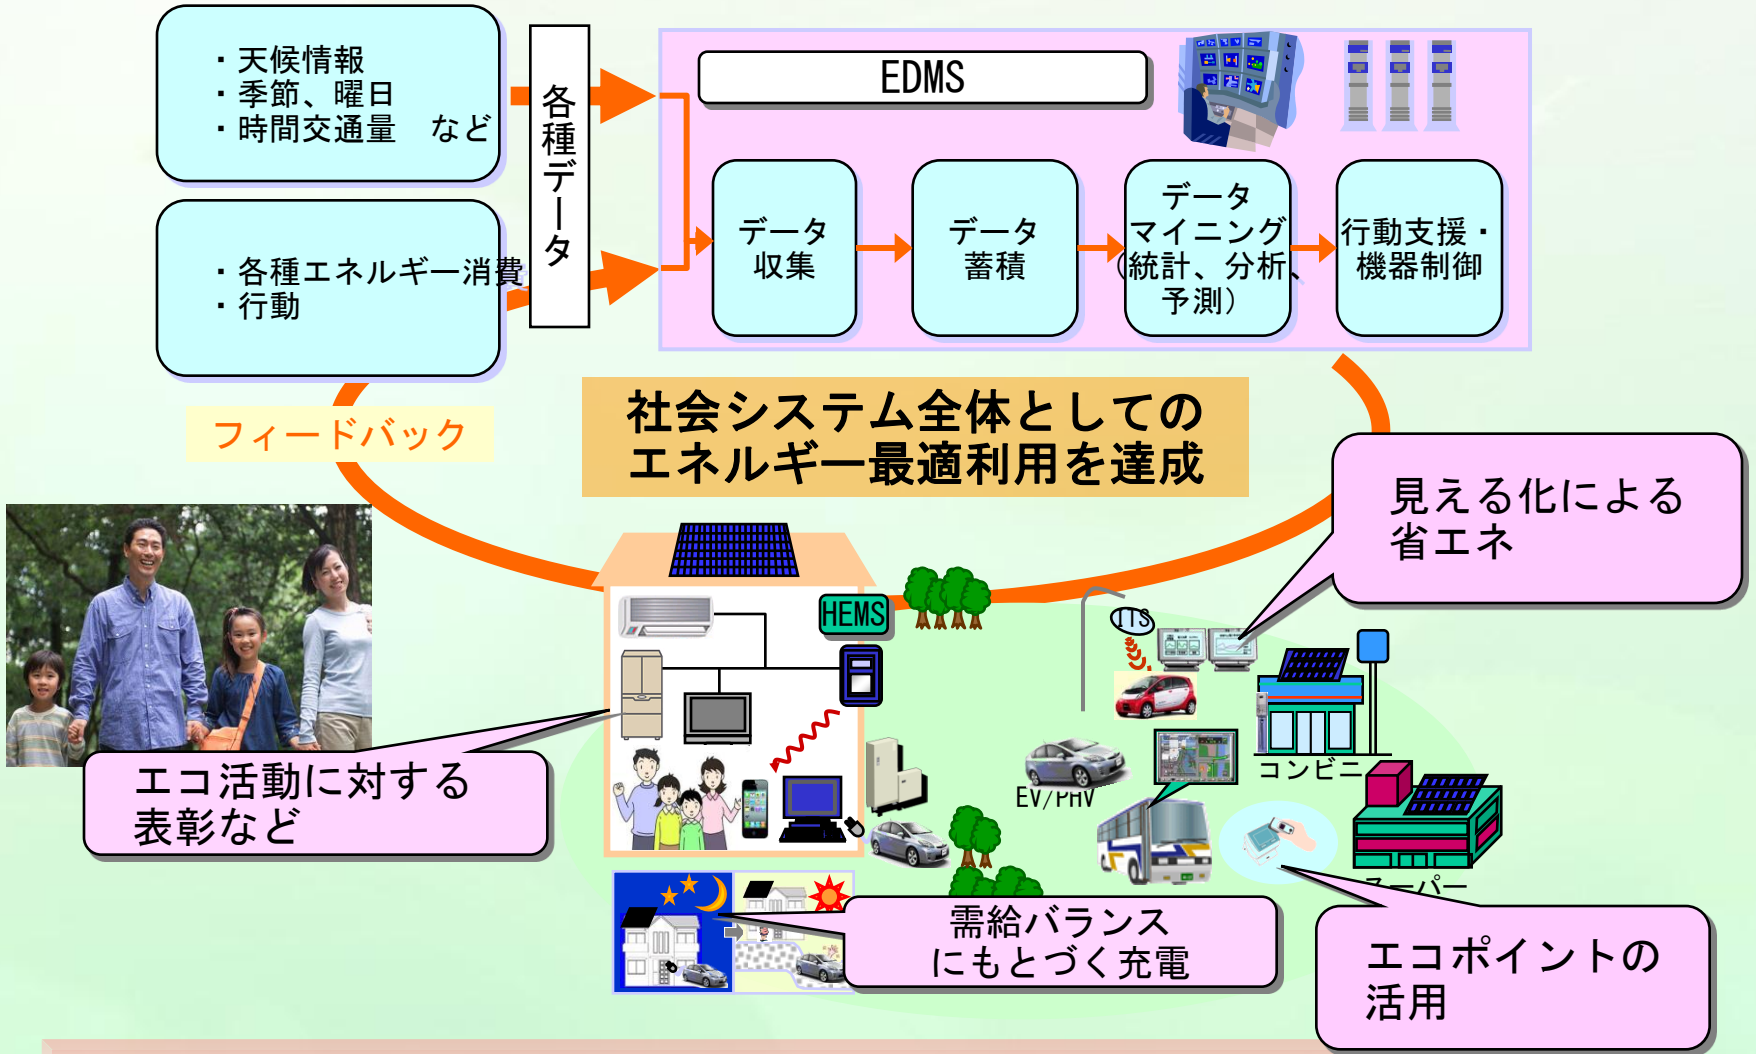 ・天候情報
・季節、曜日
・時間交通量　など
・各種エネルギー消費
・行動
各種データ
EDMS
データ
収集
データ
蓄積
データ
マイニング
(統計、分析、
予測)
行動支援・
機器制御
フィードバック
社会システム全体としての
エネルギー最適利用を達成
見える化による
省エネ
HEMS
ITS
コンビニ
EV/PHV
スーパー
エコ活動に対する
表彰など
需給バランス
にもとづく充電
エコポイントの
活用